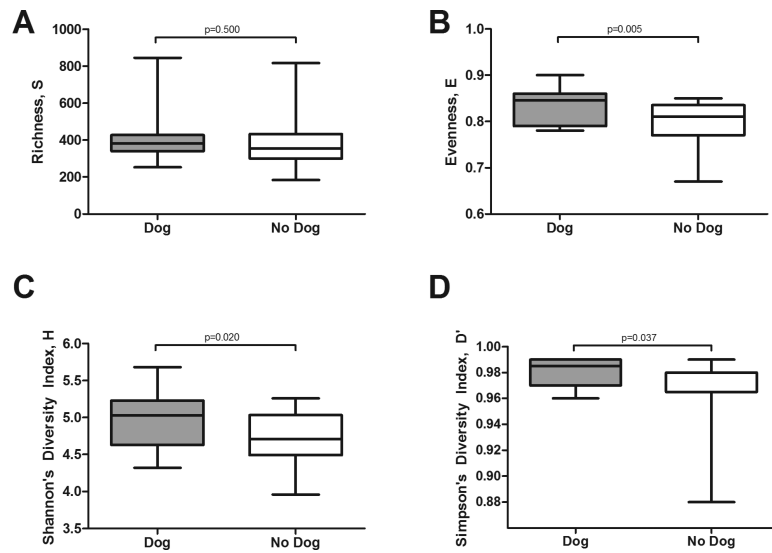 A
p=0.500
Richness, S
1000
800
600
400
200
0
Dog
No Dog
B
p=0.005
Evenness, E
1.0
0.9
0.8
0.7
0.6
Dog
No Dog
C
p=0.020
Shannon's Diversity Index, H
6.0
5.5
5.0
4.5
4.0
3.5
Dog
No Dog
D
p=0.037
Simpson's Diversity Index, D'
1.00
0.98
0.96
0.94
0.92
0.90
0.88
Dog
No Dog